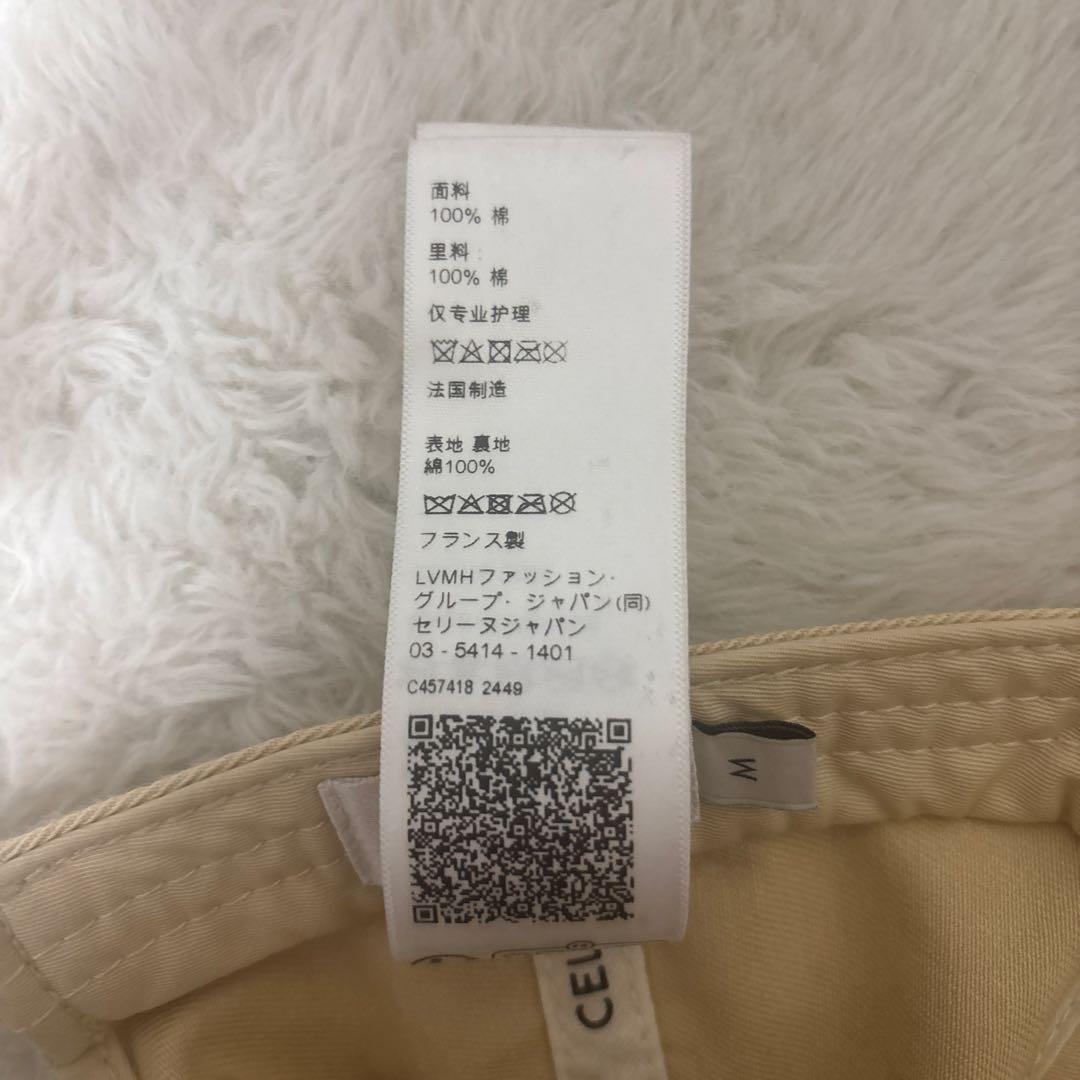 面料
100% 棉
里料:
100% 棉
仅专业护理
法国制造
表地 裏地
綿100%
フランス製
LVMHファッション・
グループ・ジャパン(同)
セリーヌジャパン
03 - 5414 - 1401
C457418 2449
M
CEL